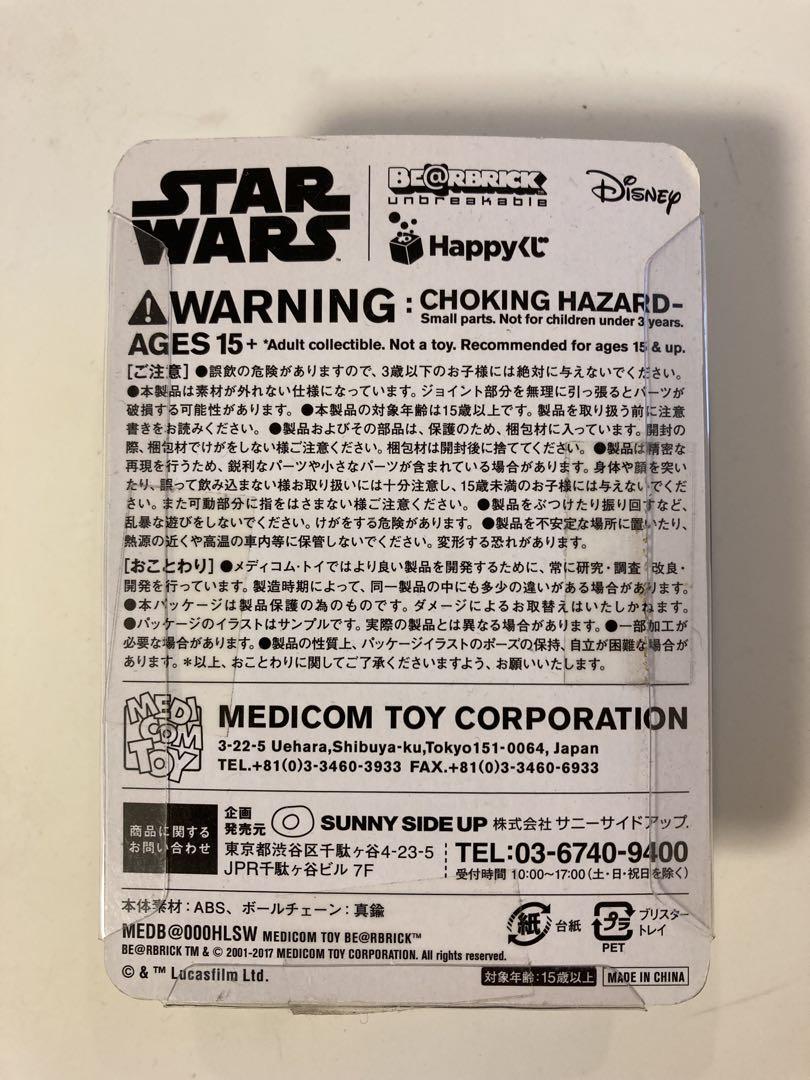 STAR WARS™
BE@RBRICK™
unbreakable
Happyくじ
Disney
WARNING : CHOKING HAZARD-
Small parts. Not for children under 3 years.
AGES 15+ *Adult collectible. Not a toy. Recommended for ages 15 & up.
[ご注意] ●誤飲の危険がありますので、3歳以下のお子様には絶対に与えないでください。
●本製品は素材が外れない仕様になっています。ジョイント部分を無理に引っ張るとパーツが
破損する可能性があります。●本製品の対象年齢は15歳以上です。製品を取り扱う前に注意
書きをお読みください。●製品およびその部品は、保護のため、梱包材に入っています。開封の
際、梱包材でけがをしない様ご注意ください。梱包材は開封後に捨ててください。●製品は精密な
再現を行うため、鋭利なパーツや小さなパーツが含まれている場合があります。身体や顔を突い
たり、誤って飲み込まない様お取り扱いには十分注意し、15歳未満のお子様には与えないでくだ
さい。また可動部分に指をはさまない様ご注意ください。●製品をぶつけたり振り回すなど、
乱暴な遊びをしないでください。けがをする危険があります。●製品を不安定な場所に置いたり、
熱源の近くや高温の車内等に保管しないでください。変形する恐れがあります。
[おことわり] ●メディコム・トイではより良い製品を開発するために、常に研究・調査・改良・
開発を行っています。製造時期によって、同一製品の中にも多少の違いがある場合があります。
●本パッケージは製品保護の為のものです。ダメージによるお取替えはいたしかねます。
●パッケージのイラストはサンプルです。実際の製品とは異なる場合があります。●一部加工が
必要な場合があります。●製品の性質上、パッケージイラストのポーズの保持、自立が困難な場合が
あります。*以上、おことわりに関してご了承くださいますよう、お願いいたします。
MEDI COM TOY
MEDICOM TOY CORPORATION
3-22-5 Uehara,Shibuya-ku,Tokyo151-0064, Japan
TEL.+81(0)3-3460-3933 FAX.+81(0)3-3460-6933
商品に関する
お問い合わせ
企画
発売元
SUNNY SIDE UP 株式会社 サニーサイドアップ.
東京都渋谷区千駄ヶ谷4-23-5
JPR千駄ヶ谷ビル 7F
TEL:03-6740-9400
受付時間 10:00~17:00(土・日・祝日を除く)
本体素材:ABS、ボールチェーン:真鍮
MEDB@000HLSW MEDICOM TOY BE@RBRICK™
BE@RBRICK TM & © 2001-2017 MEDICOM TOY CORPORATION. All rights reserved.
© & ™ Lucasfilm Ltd.
紙 台紙
プラ
PET
ブリスター
トレイ
対象年齢:15歳以上
MADE IN CHINA